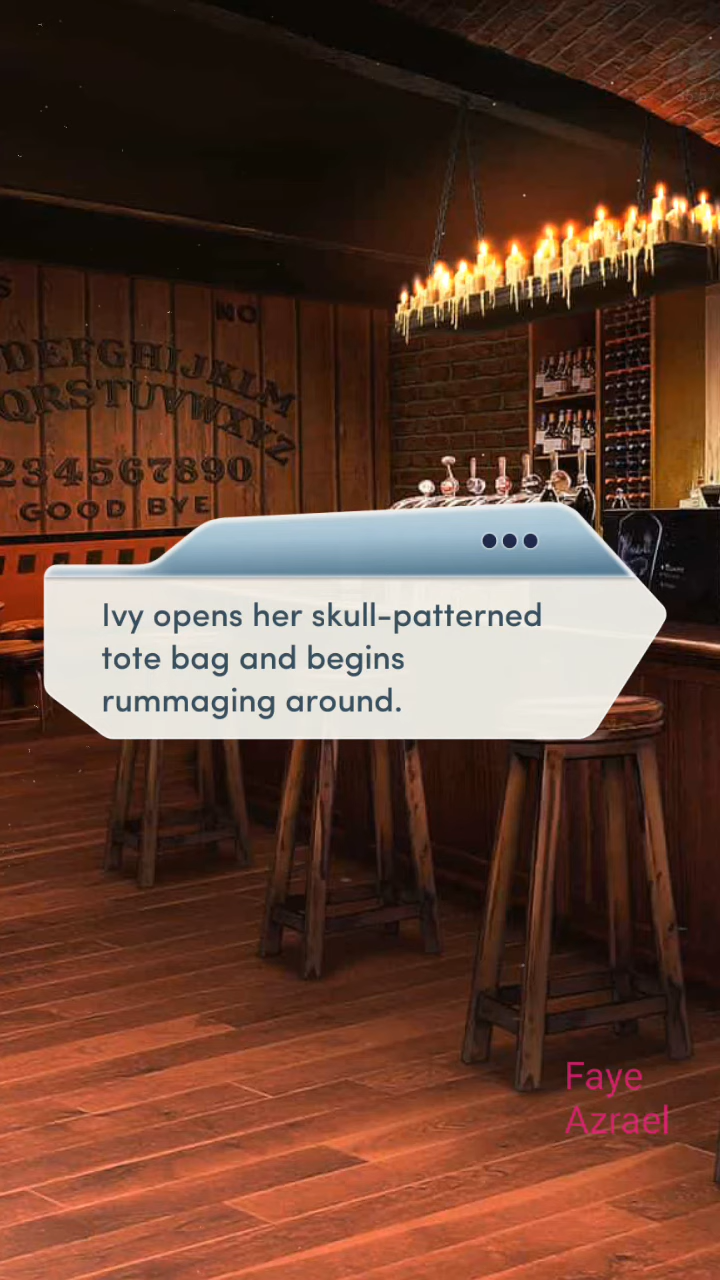 NO
DEFGHIJKLM
QRSTUVWXYZ
234567890
GOOD BYE
Ivy opens her skull-patterned
tote bag and begins
rummaging around.
Faye
Azrael